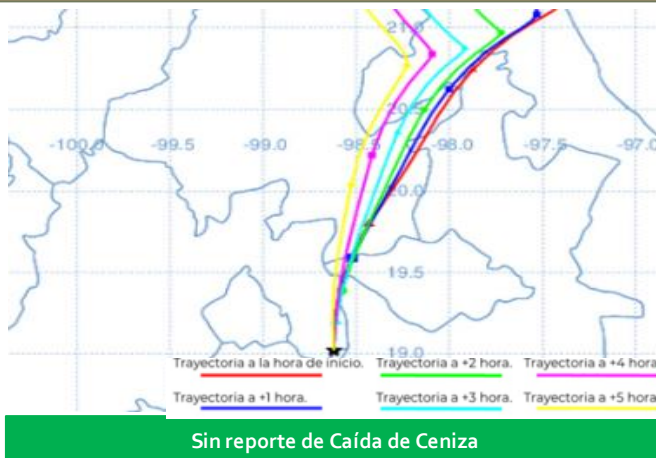 21.0
20.5
-100.0 -99.5 -99.0 -98.5 -98.0 -97.5 -97.0
20.0
19.5
19.0
Trayectoria a la hora de inicio. Trayectoria a +2 hora. Trayectoria a +4 hora
Trayectoria a +1 hora. Trayectoria a +3 hora. Trayectoria a +5 hora
Sin reporte de Caída de Ceniza